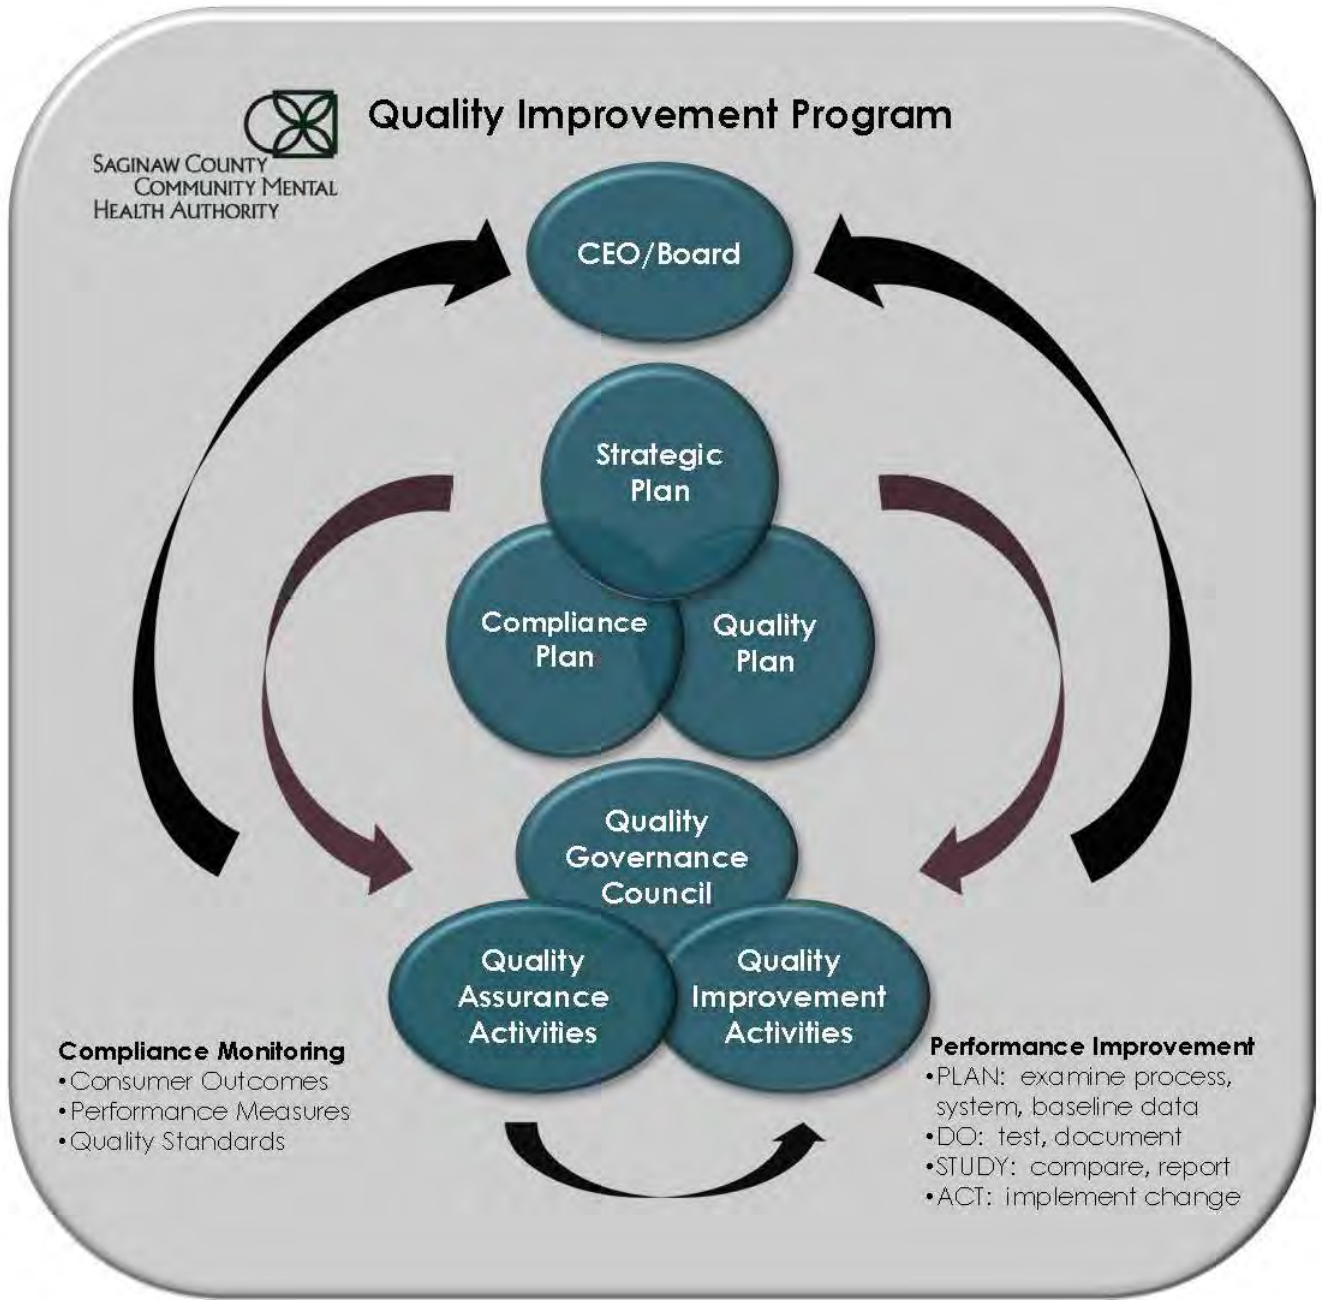 Quality Improvement Program
SAGINAW COUNTY
COMMUNITY MENTAL
HEALTH AUTHORITY
CEO/Board
Strategic
Plan
Compliance
Plan
Quality
Plan
Quality
Governance
Council
Quality
Assurance
Activities
Quality
Improvement
Activities
Compliance Monitoring
•Consumer Outcomes
•Performance Measures
•Quality Standards
Performance Improvement
•PLAN: examine process,
system, baseline data
•DO: test, document
•STUDY: compare, report
•ACT: implement change